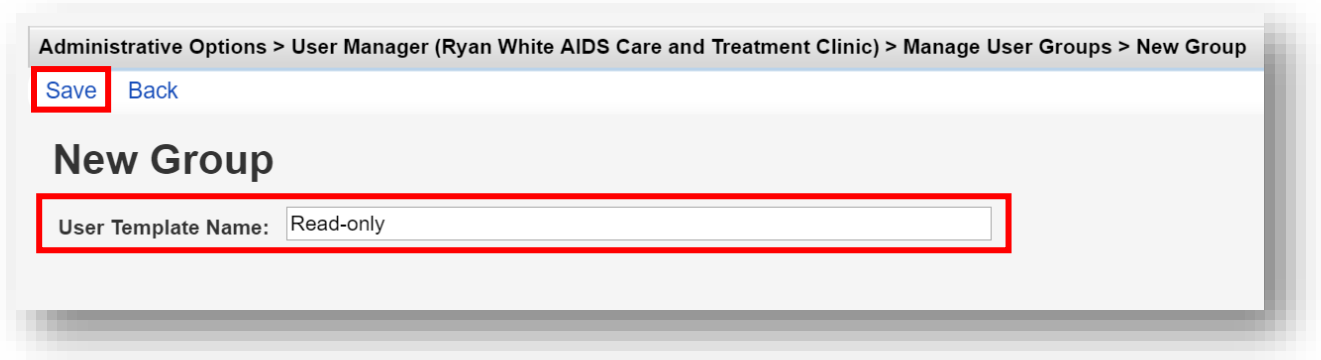 Administrative Options > User Manager (Ryan White AIDS Care and Treatment Clinic) > Manage User Groups > New Group
Save Back
New Group
User Template Name: Read-only